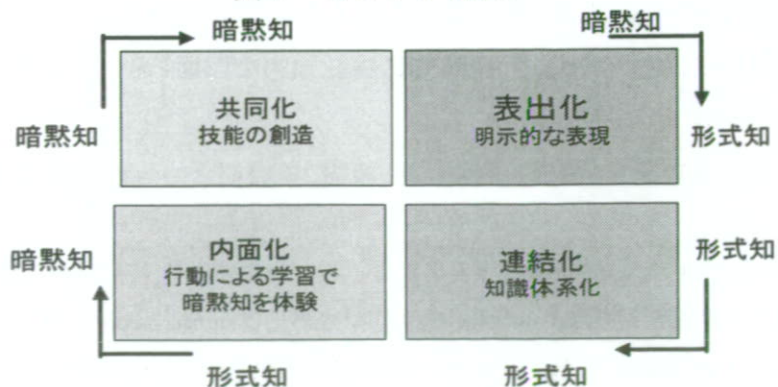 暗黙知
暗黙知
共同化
技能の創造
表出化
明示的な表現
暗黙知
形式知
内面化
行動による学習で
暗黙知を体験
連結化
知識体系化
暗黙知
形式知
形式知
形式知